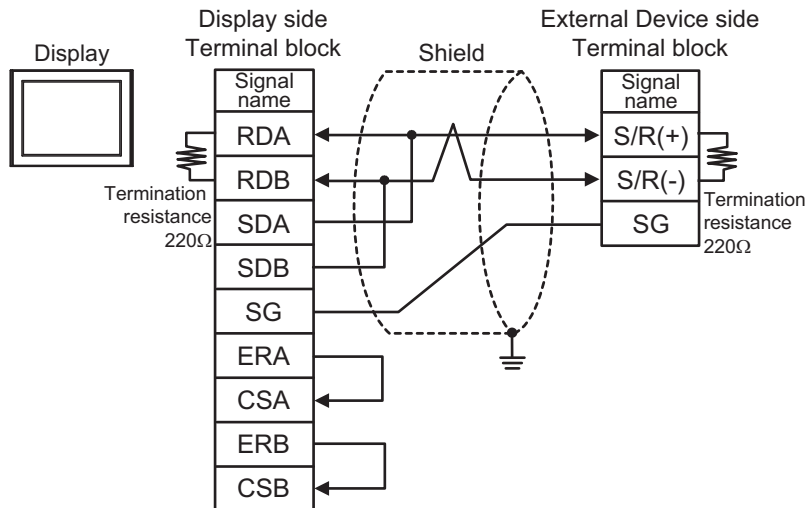 Display
Display side
Terminal block
Shield
External Device side
Terminal block
Signal
name
RDA
RDB
SDA
SDB
SG
ERA
CSA
ERB
CSB
Termination
resistance
220Ω
Signal
name
S/R(+)
S/R(-)
SG
Termination
resistance
220Ω